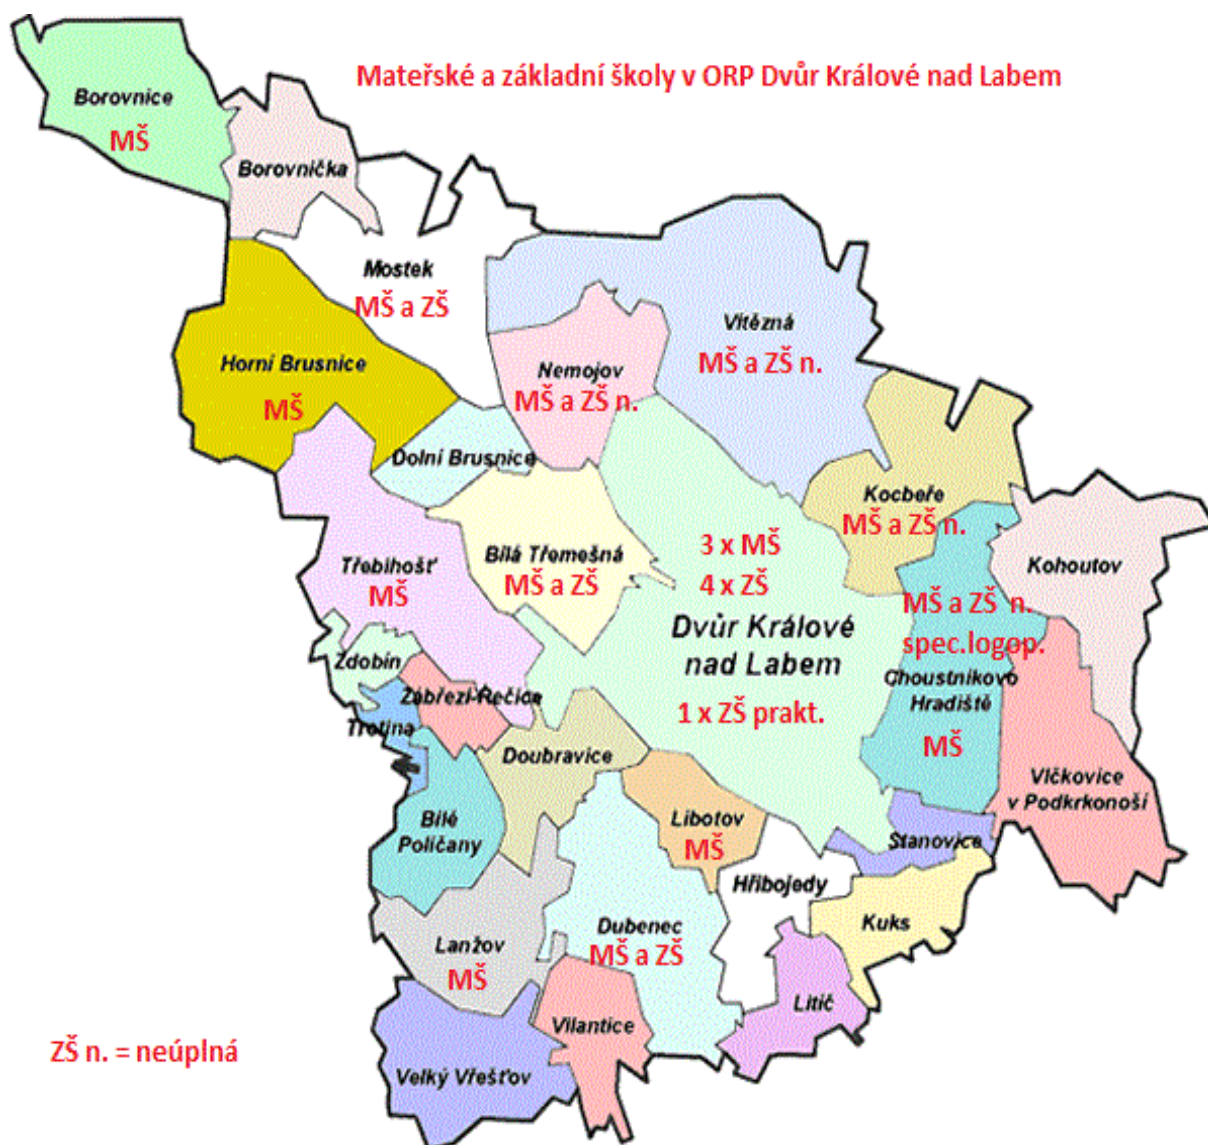 Mateřské a základní školy v ORP Dvůr Králové nad Labem
Borovnice
MŠ
Borovnička
Mostek
MŠ a ZŠ
Vítězná
MŠ a ZŠ n.
Horní Brusnice
MŠ
Nemojov
MŠ a ZŠ n.
Dolní Brusnice
Kocbeře
MŠ a ZŠ n.
Bílá Třemešná
MŠ a ZŠ
3 x MŠ
4 x ZŠ
Dvůr Králové
nad Labem
1 x ZŠ prakt.
Třebihošť
MŠ
Kohoutov
MŠ a ZŠ n.
spec.logop.
Choustníkovo
Hradiště
MŠ
Zdobín
Zábřezí-Řečice
Trotina
Doubravice
Vlčkovice
v Podkrkonoší
Bílé
Poličany
Libotov
MŠ
Stanovice
Hřibojedy
Kuks
Lanžov
MŠ
Dubenec
MŠ a ZŠ
Litíč
Vilantice
Velký Vřešťov
ZŠ n. = neúplná